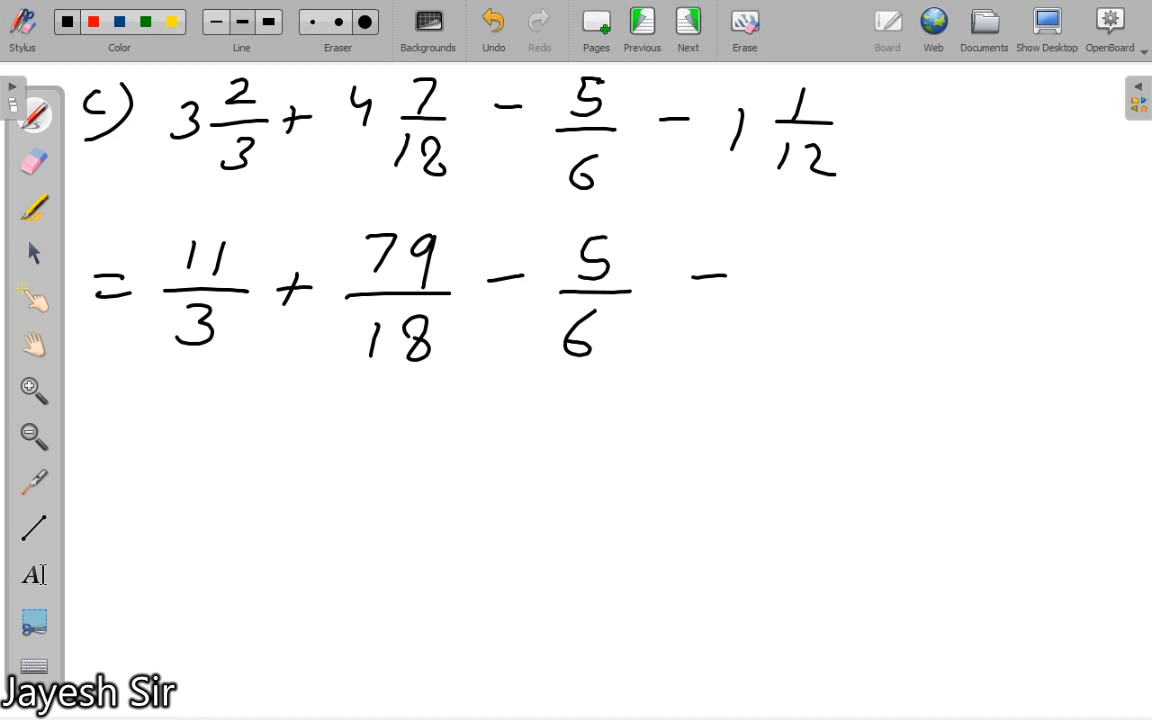 Stylus Color Line Eraser Backgrounds Undo Redo Pages Previous Next Erase Board Web Documents Show Desktop OpenBoard
c) 3 2/3 + 4 7/18 - 5/6 - 1 1/12
= 11/3 + 79/18 - 5/6 -
Jayesh Sir